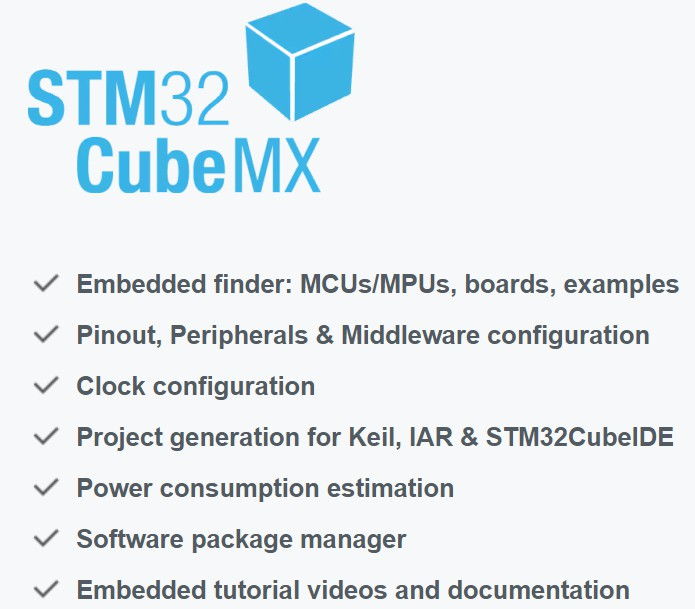 STM32
CubeMX
Embedded finder: MCUs/MPUs, boards, examples
Pinout, Peripherals & Middleware configuration
Clock configuration
Project generation for Keil, IAR & STM32CubeIDE
Power consumption estimation
Software package manager
Embedded tutorial videos and documentation